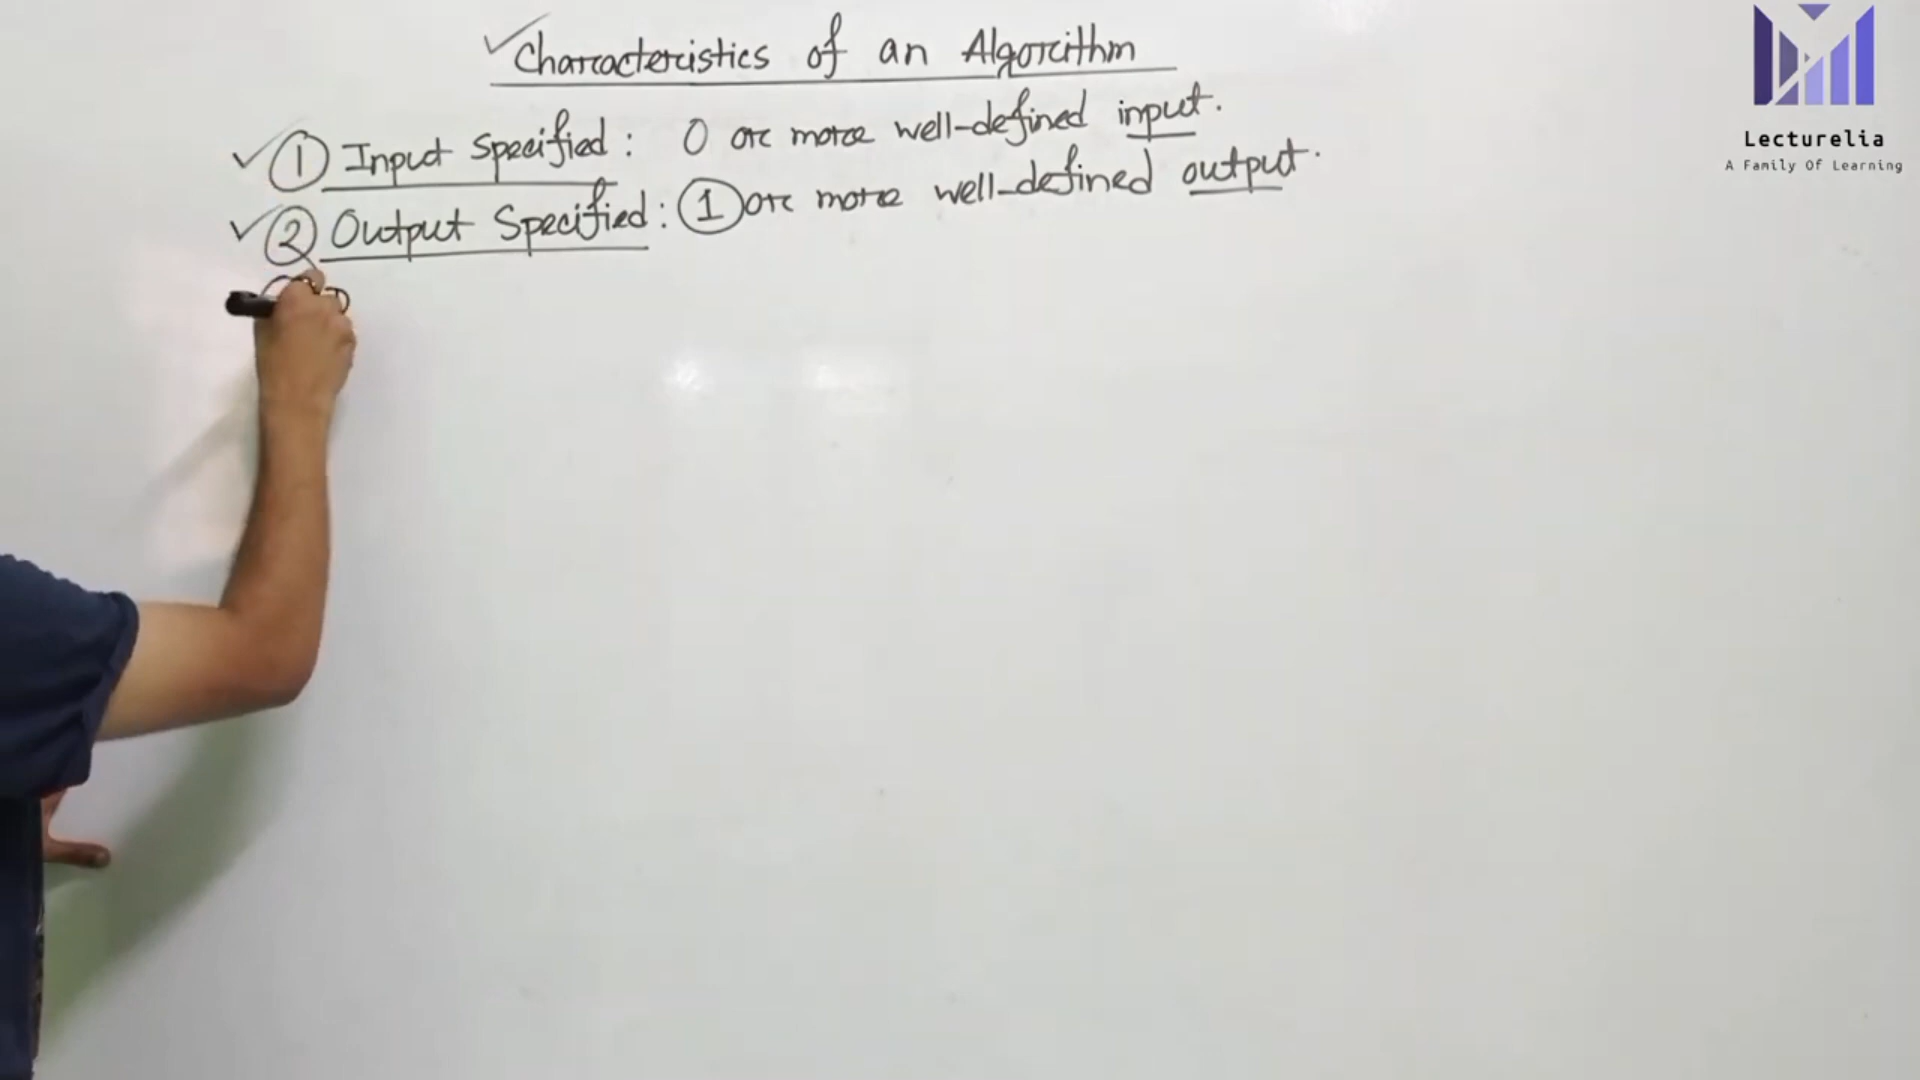 ✓ Characteristics of an Algorithm
✓ ① Input Specified : 0 or more well-defined input.
✓ ② Output Specified : ① or more well-defined output.
Lecturelia
A Family Of Learning